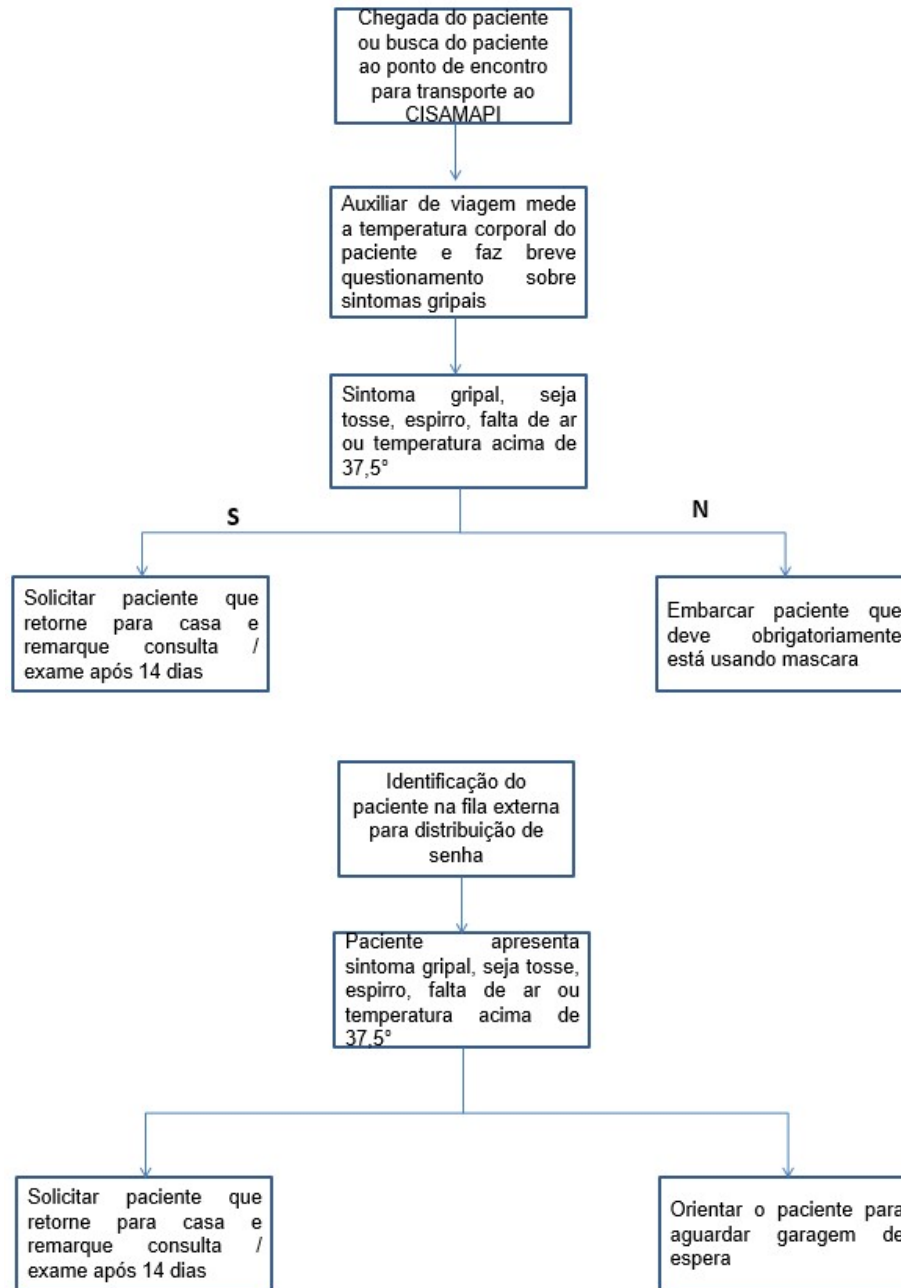 Chegada do paciente
ou busca do paciente
ao ponto de encontro
para transporte ao
CISAMAPI
Auxiliar de viagem mede
a temperatura corporal do
paciente e faz breve
questionamento sobre
sintomas gripais
Sintoma gripal, seja
tosse, espirro, falta de ar
ou temperatura acima de
37,5°
S
N
Solicitar paciente que
retorne para casa e
remarque consulta /
exame após 14 dias
Embarcar paciente que
deve obrigatoriamente
está usando mascara
Identificação do
paciente na fila externa
para distribuição de
senha
Paciente apresenta
sintoma gripal, seja tosse,
espirro, falta de ar ou
temperatura acima de
37,5°
Solicitar paciente que
retorne para casa e
remarque consulta /
exame após 14 dias
Orientar o paciente para
aguardar garagem de
espera